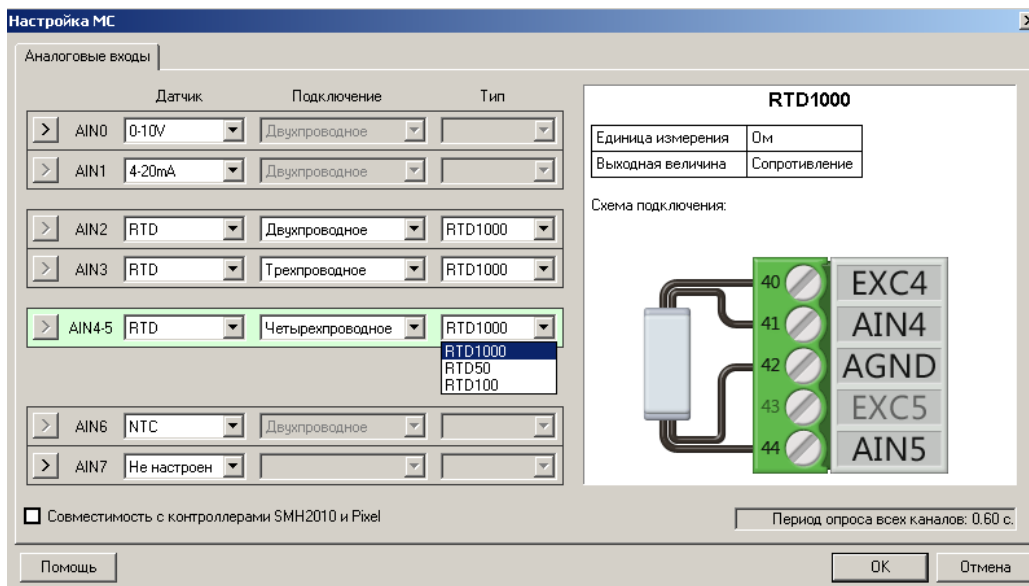 Настройка МС
Аналоговые входы
Датчик Подключение Тип
> AIN0 0-10V Двухпроводное
> AIN1 4-20mA Двухпроводное
> AIN2 RTD Двухпроводное RTD1000
> AIN3 RTD Трехпроводное RTD1000
> AIN4-5 RTD Четырехпроводное RTD1000
RTD1000
RTD50
RTD100
> AIN6 NTC Двухпроводное
> AIN7 Не настроен
Совместимость с контроллерами SMH2010 и Pixel
RTD1000
Единица измерения Ом
Выходная величина Сопротивление
Схема подключения:
40 EXC4
41 AIN4
42 AGND
43 EXC5
44 AIN5
Период опроса всех каналов: 0.60 с.
Помощь OK Отмена